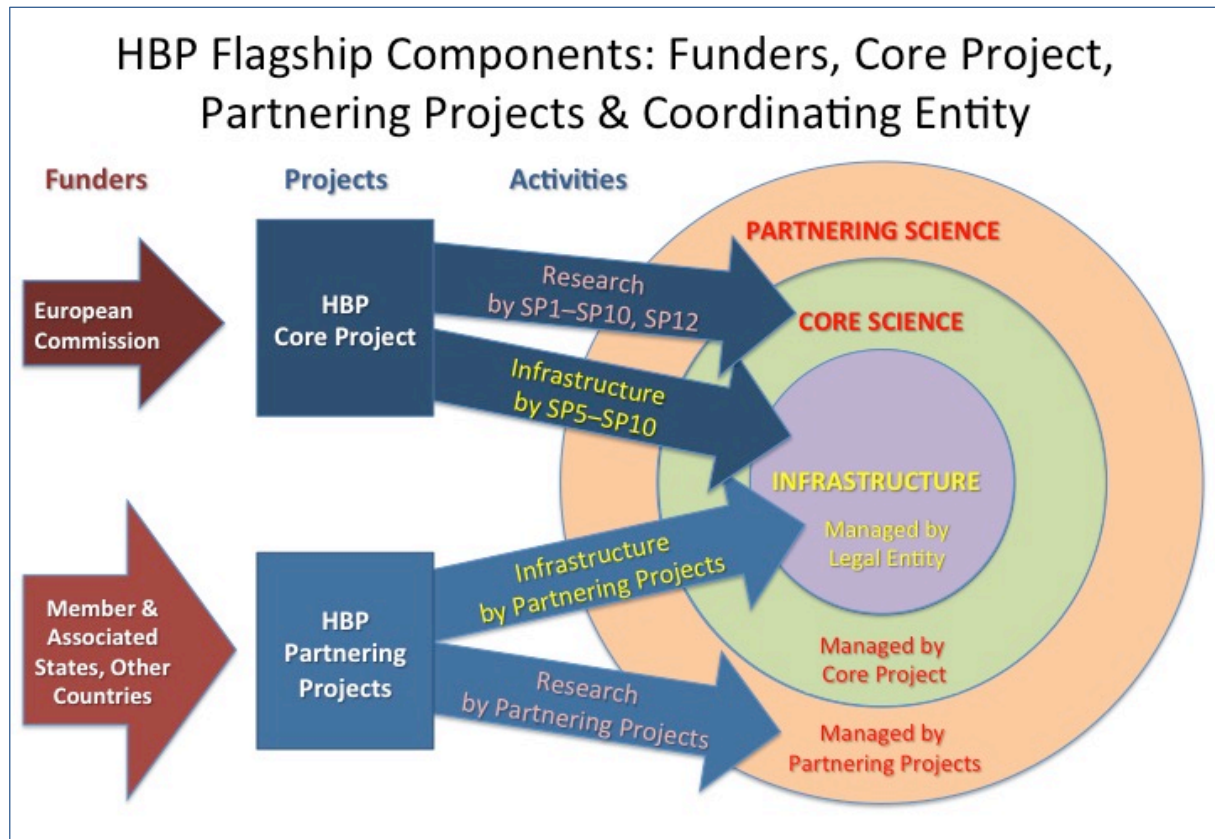 HBP Flagship Components: Funders, Core Project,
Partnering Projects & Coordinating Entity
Funders
Projects
Activities
European
Commission
HBP
Core Project
Research
by SP1–SP10, SP12
Infrastructure
by SP5–SP10
Member &
Associated
States, Other
Countries
HBP
Partnering
Projects
Infrastructure
by Partnering Projects
Research
by Partnering Projects
PARTNERING SCIENCE
CORE SCIENCE
INFRASTRUCTURE
Managed by
Legal Entity
Managed by
Core Project
Managed by
Partnering Projects